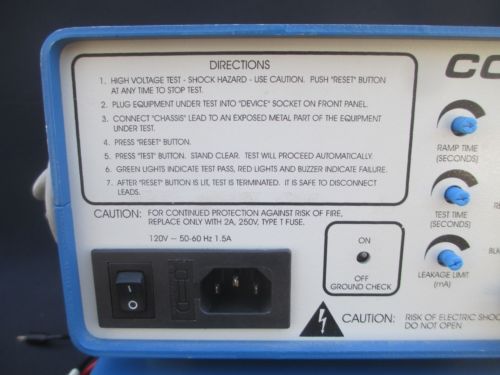 DIRECTIONS
1. HIGH VOLTAGE TEST - SHOCK HAZARD - USE CAUTION. PUSH "RESET" BUTTON
AT ANY TIME TO STOP TEST.
2. PLUG EQUIPMENT UNDER TEST INTO "DEVICE" SOCKET ON FRONT PANEL.
3. CONNECT "CHASSIS" LEAD TO AN EXPOSED METAL PART OF THE EQUIPMENT
UNDER TEST.
4. PRESS "RESET" BUTTON.
5. PRESS "TEST" BUTTON. STAND CLEAR. TEST WILL PROCEED AUTOMATICALLY.
6. GREEN LIGHTS INDICATE TEST PASS, RED LIGHTS AND BUZZER INDICATE FAILURE.
7. AFTER "RESET" BUTTON IS LIT, TEST IS TERMINATED. IT IS SAFE TO DISCONNECT
LEADS.
CAUTION: FOR CONTINUED PROTECTION AGAINST RISK OF FIRE,
REPLACE ONLY WITH 2A, 250V, TYPE T FUSE.
120V ~ 50-60 Hz 1.5A
ON
OFF
GROUND CHECK
CAUTION: RISK OF ELECTRIC SHOC
DO NOT OPEN
CO
RAMP TIME
(SECONDS)
TEST TIME
(SECONDS)
LEAKAGE LIMIT
(mA)
RE
BLK